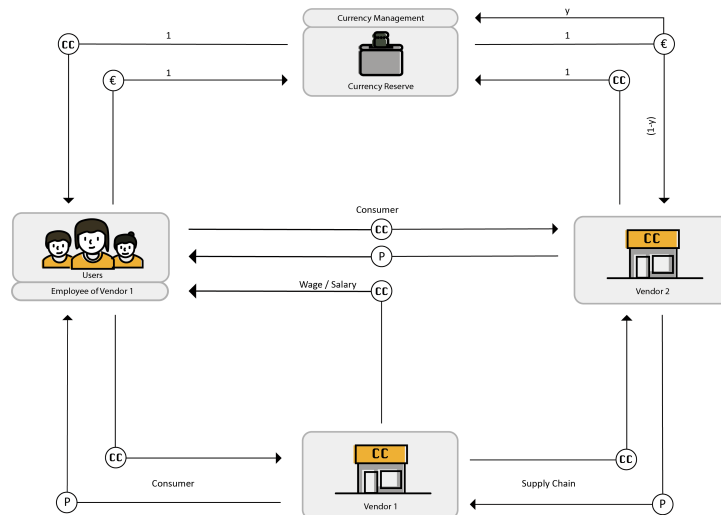 Currency Management
y
CC
1
1
€
€
1
1
CC
Currency Reserve
(1-y)
Consumer
CC
P
Users
Employee of Vendor 1
Wage / Salary
CC
CC
Vendor 2
CC
CC
CC
P
Consumer
Supply Chain
P
Vendor 1